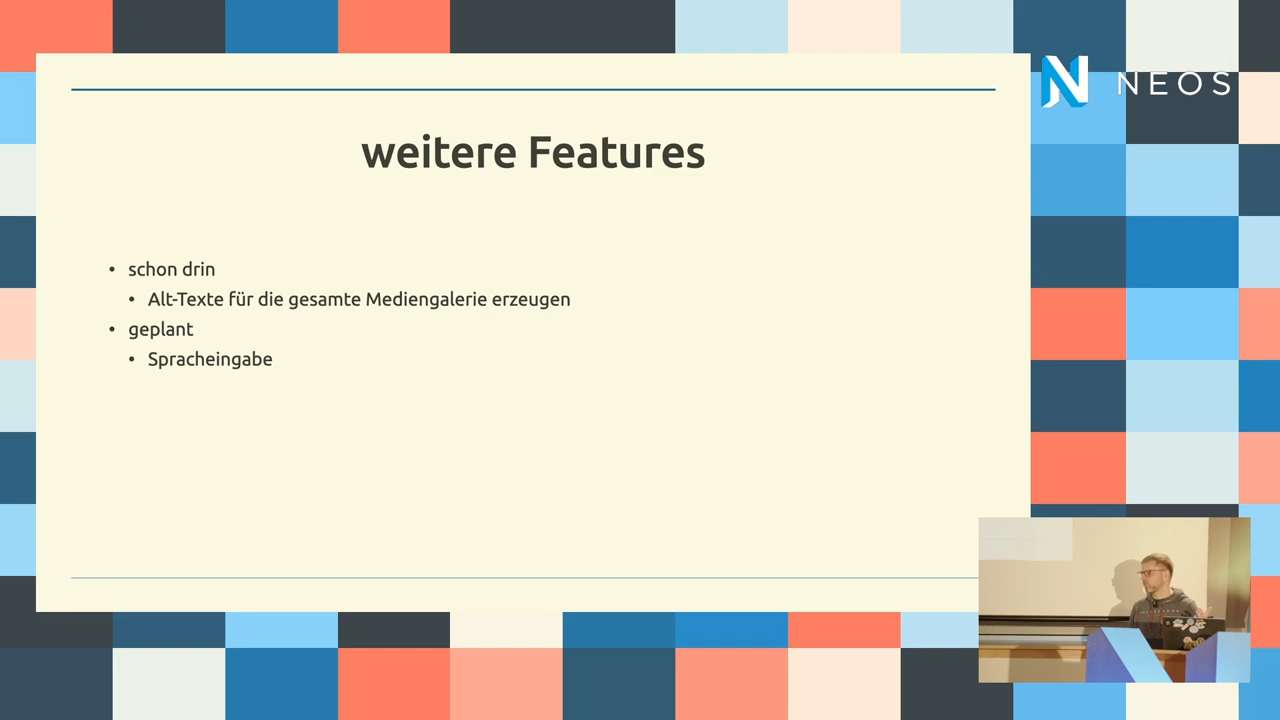 NEOS
weitere Features
• schon drin
• Alt-Texte für die gesamte Mediengalerie erzeugen
• geplant
• Spracheingabe